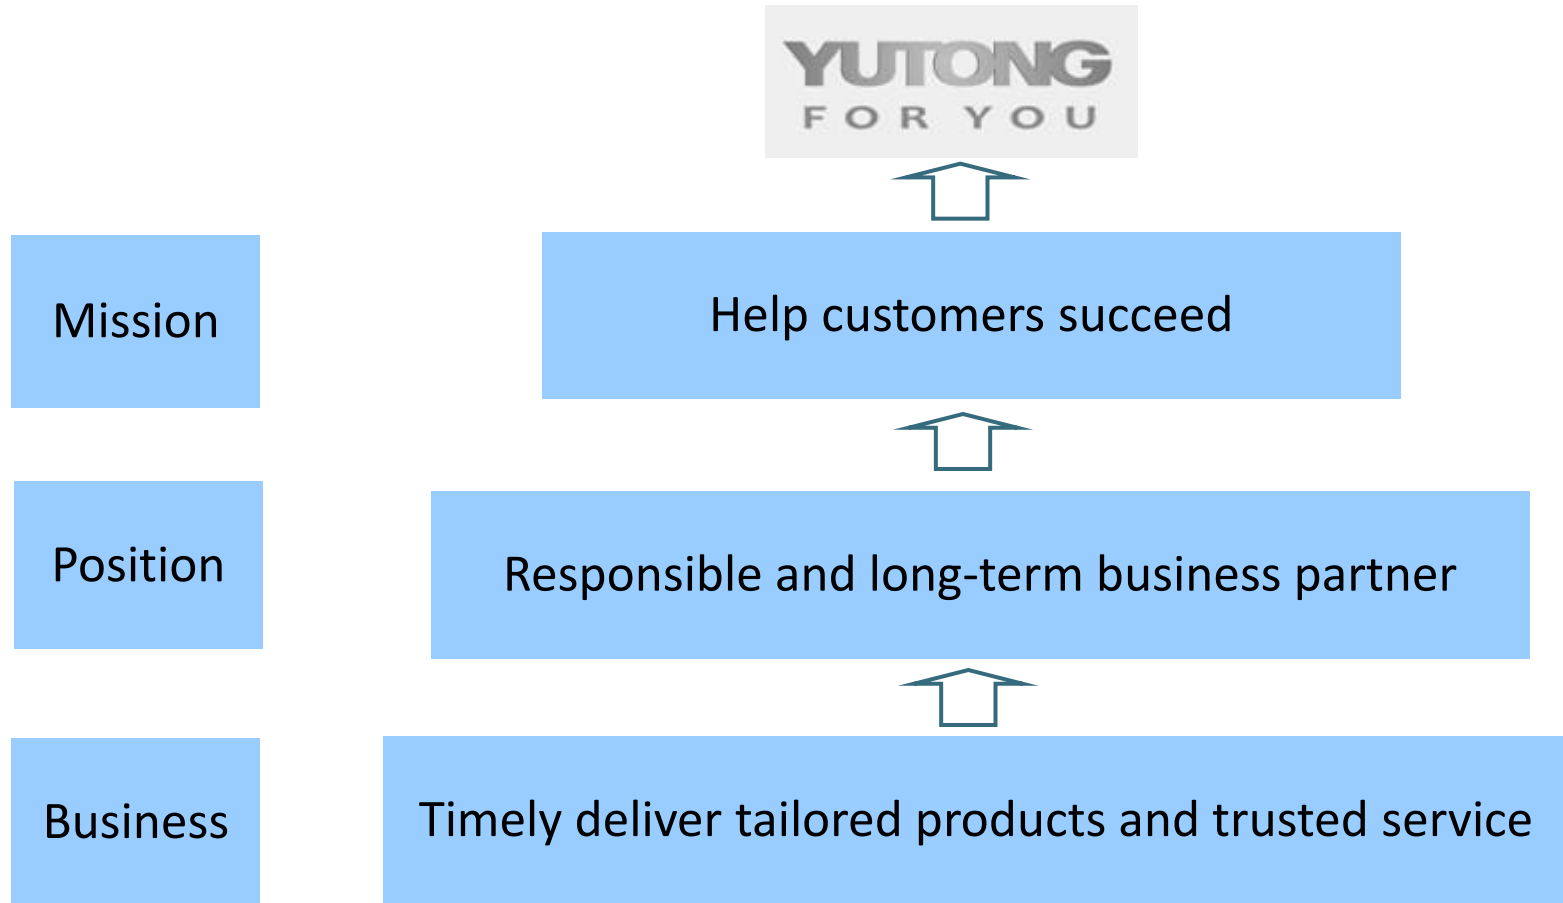 YUTONG
FOR YOU
Mission
Help customers succeed
Position
Responsible and long-term business partner
Business
Timely deliver tailored products and trusted service